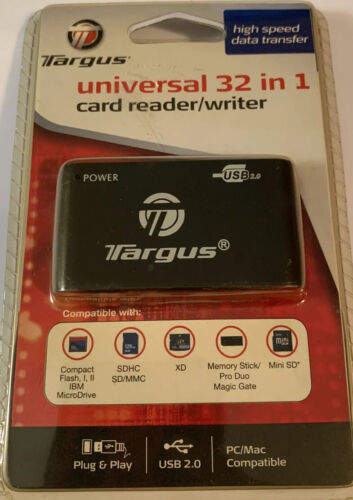 high speed
data transfer
Targus
universal 32 in 1
card reader/writer
POWER
USB 2.0
Targus®
Compatible with:
Compact
Flash, I, II
IBM
MicroDrive
SDHC
SD/MMC
XD
Memory Stick/
Pro Duo
Magic Gate
Mini SD*
Plug & Play
USB 2.0
PC/Mac
Compatible